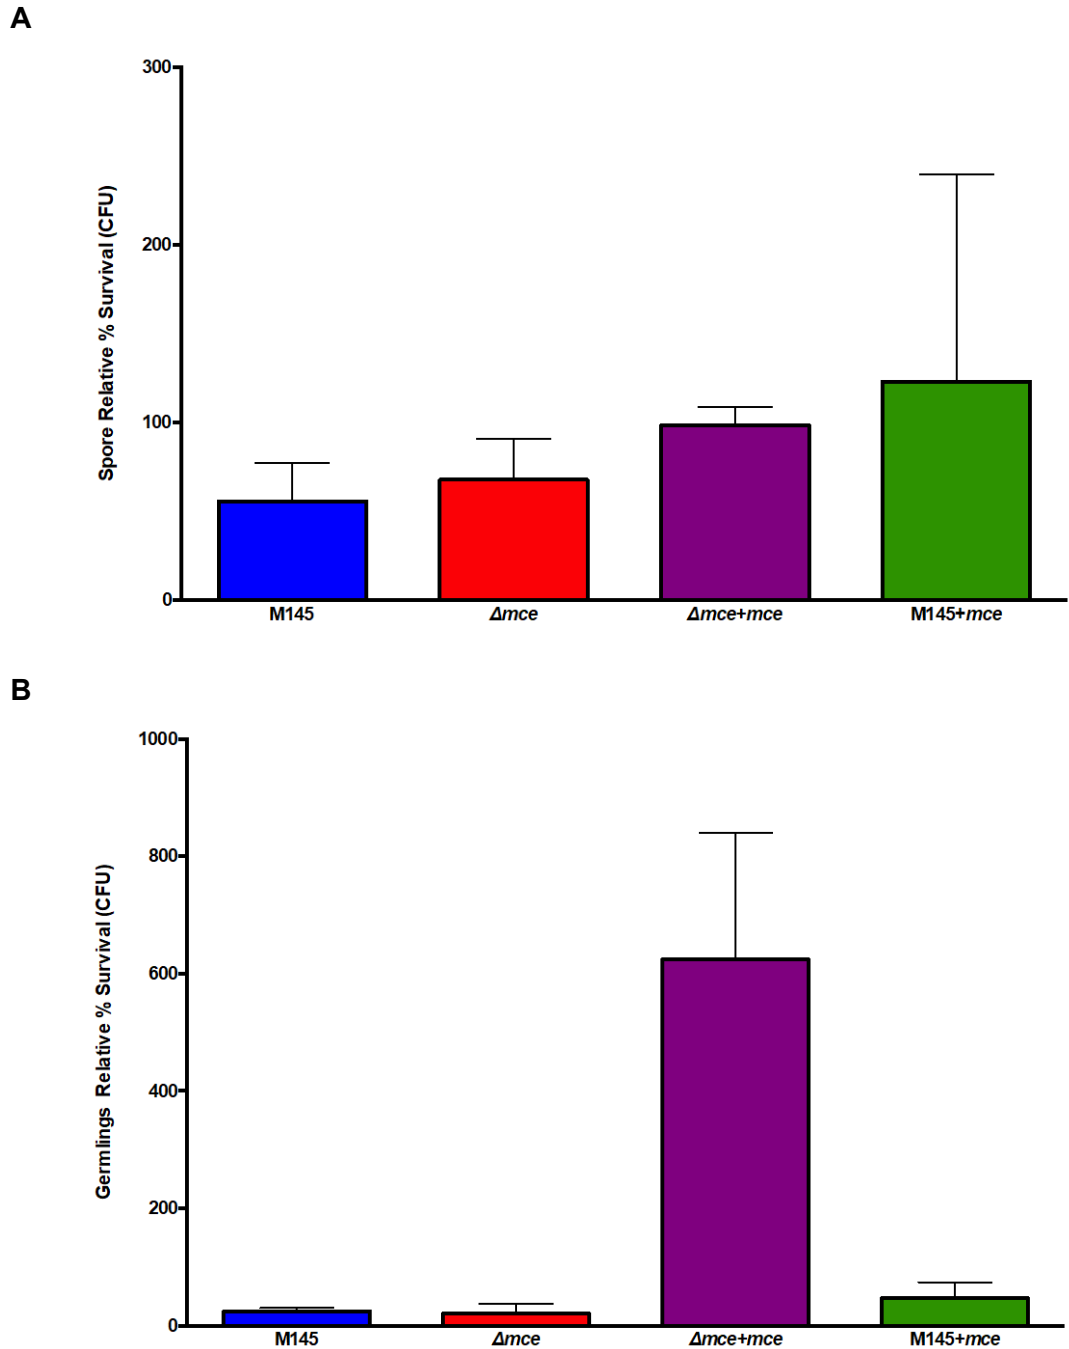 A
300
200
100
0
Spore Relative % Survival (CFU)
M145 Δmce Δmce+mce M145+mce
B
1000
800
600
400
200
0
Germlings Relative % Survival (CFU)
M145 Δmce Δmce+mce M145+mce